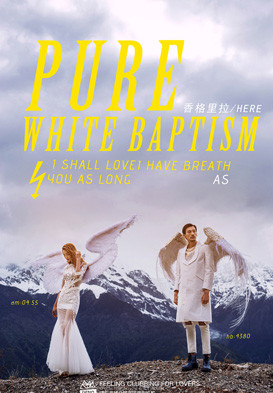 PURE
香格里拉/HERE
WHITE BAPTISM
I SHALL LOVE I HAVE BREATH
YOU AS LONG AS
am·09.55
no·9380
FEELING CLUBBING FOR LOVERS